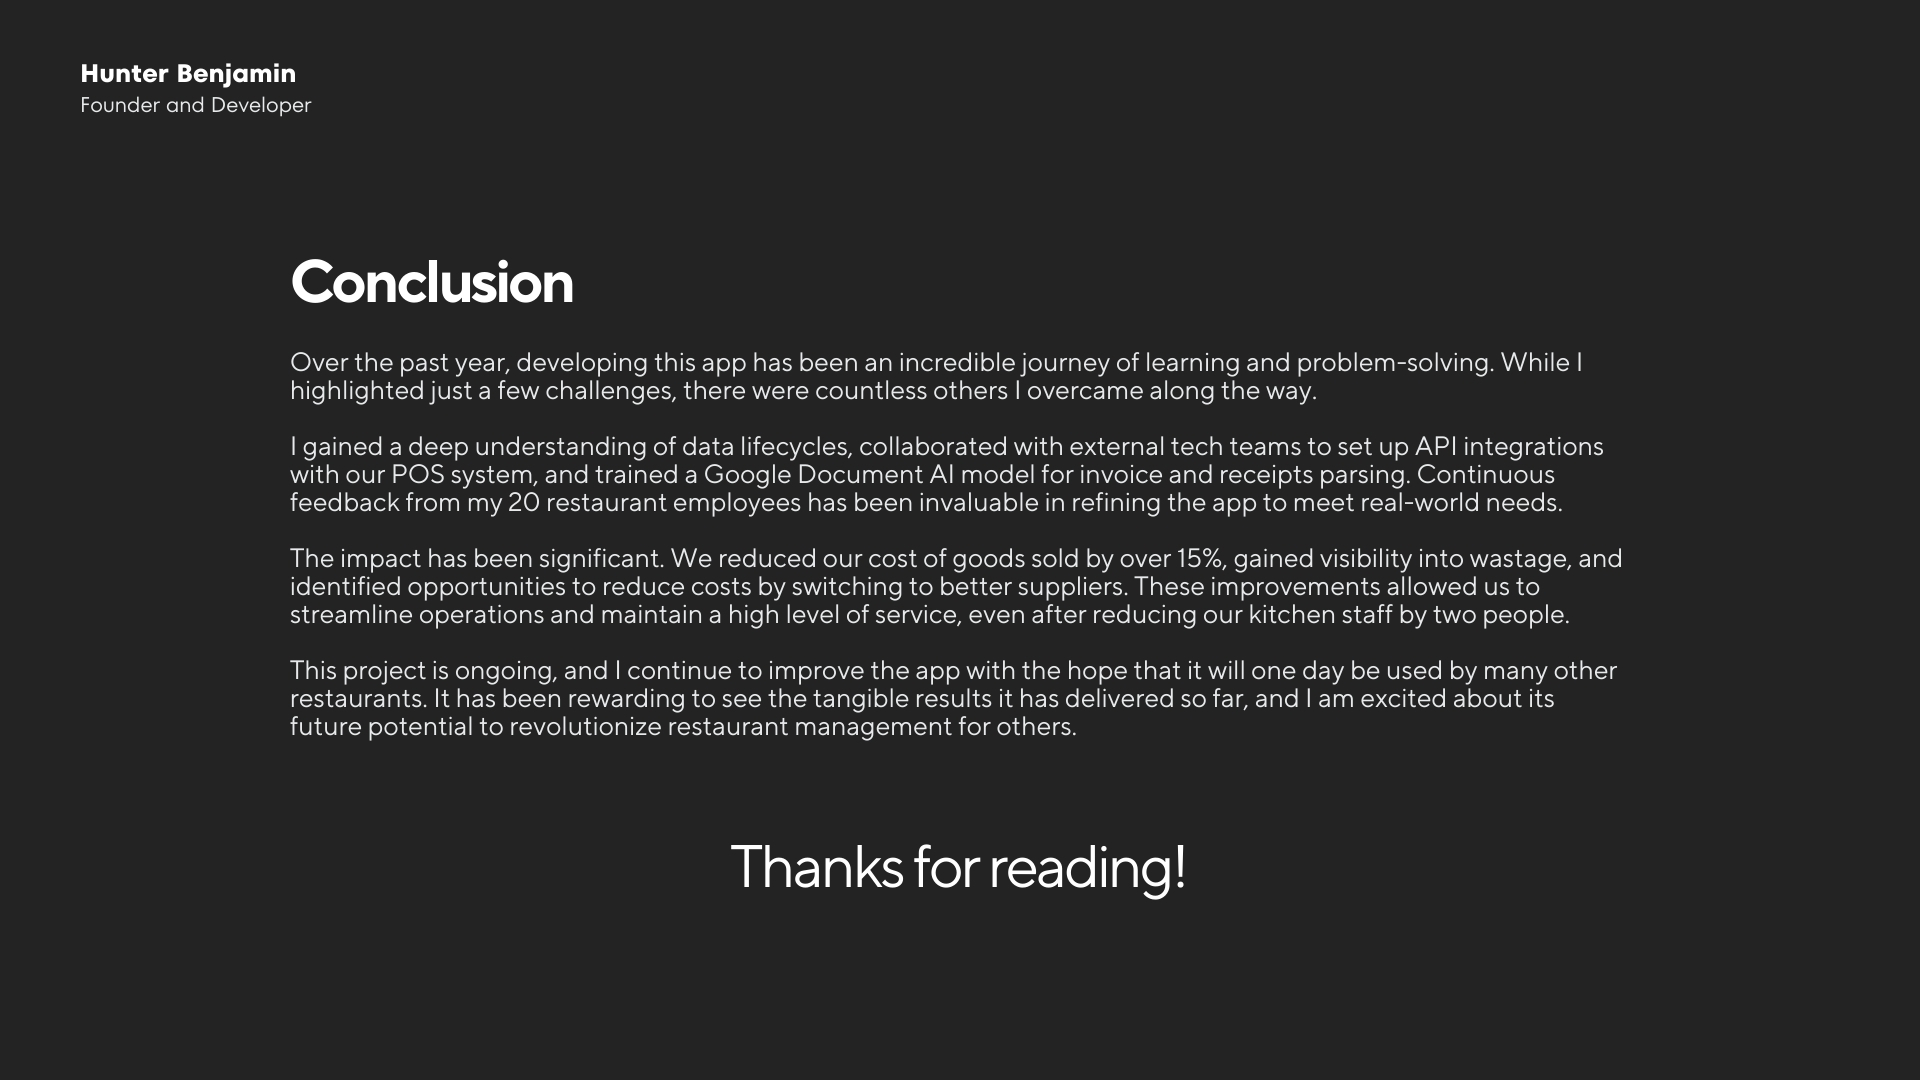 Hunter Benjamin
Founder and Developer
Conclusion
Over the past year, developing this app has been an incredible journey of learning and problem-solving. While I
highlighted just a few challenges, there were countless others I overcame along the way.
I gained a deep understanding of data lifecycles, collaborated with external tech teams to set up API integrations
with our POS system, and trained a Google Document AI model for invoice and receipts parsing. Continuous
feedback from my 20 restaurant employees has been invaluable in refining the app to meet real-world needs.
The impact has been significant. We reduced our cost of goods sold by over 15%, gained visibility into wastage, and
identified opportunities to reduce costs by switching to better suppliers. These improvements allowed us to
streamline operations and maintain a high level of service, even after reducing our kitchen staff by two people.
This project is ongoing, and I continue to improve the app with the hope that it will one day be used by many other
restaurants. It has been rewarding to see the tangible results it has delivered so far, and I am excited about its
future potential to revolutionize restaurant management for others.
Thanks for reading!